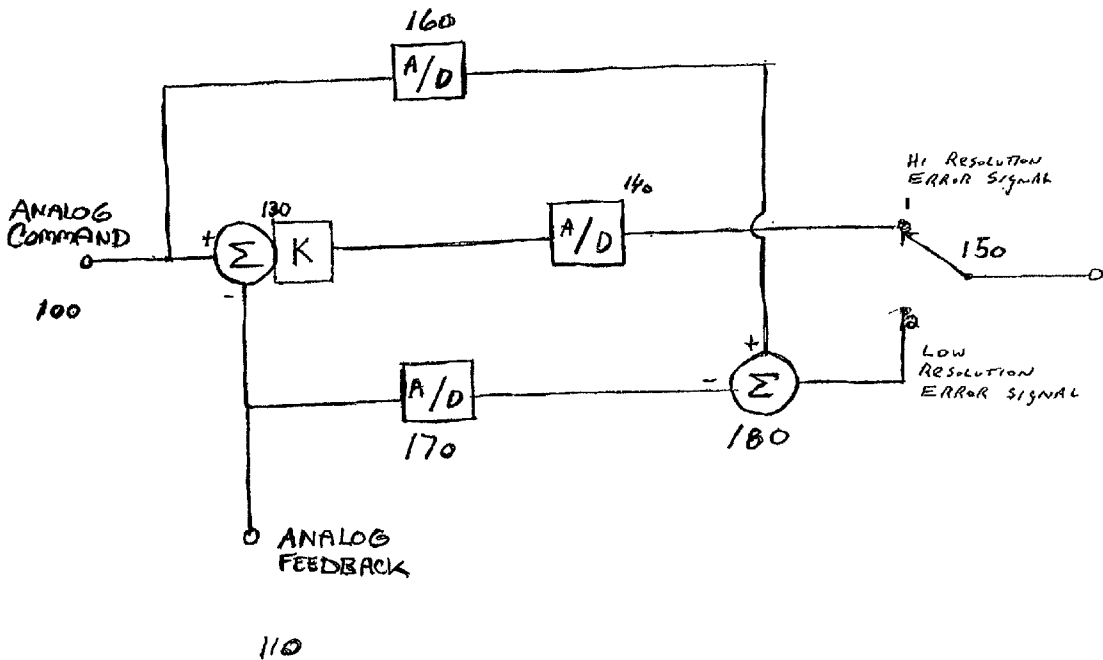 160
A/D
HI RESOLUTION
ERROR SIGNAL
1
140
A/D
ANALOG
COMMAND
130
+
Σ
K
-
150
100
2
LOW
RESOLUTION
ERROR SIGNAL
A/D
170
+
-
Σ
180
ANALOG
FEEDBACK
110